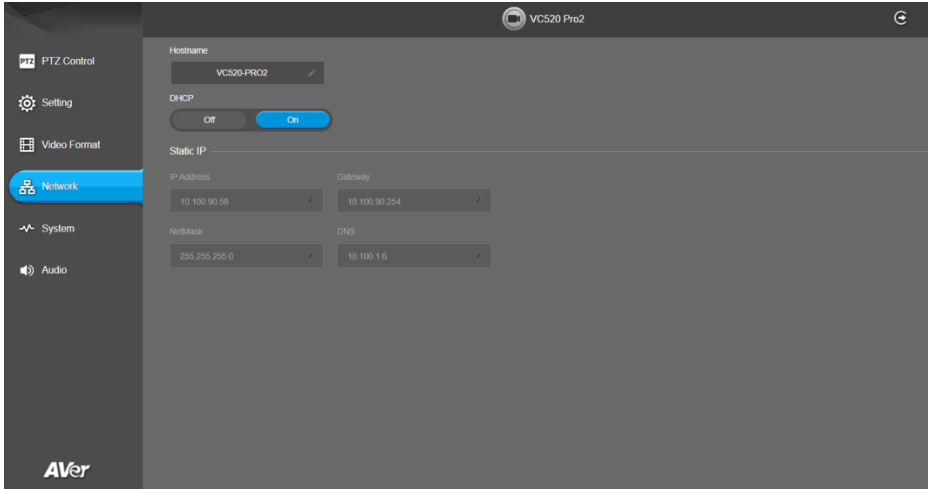 VC520 Pro2
PTZ PTZ Control
Setting
Video Format
Network
System
Audio
AVer
Hostname
VC520-PRO2
DHCP
Off On
Static IP
IP Address Gateway
10.100.90.58 10.100.90.254
NetMask DNS
255.255.255.0 10.100.1.6